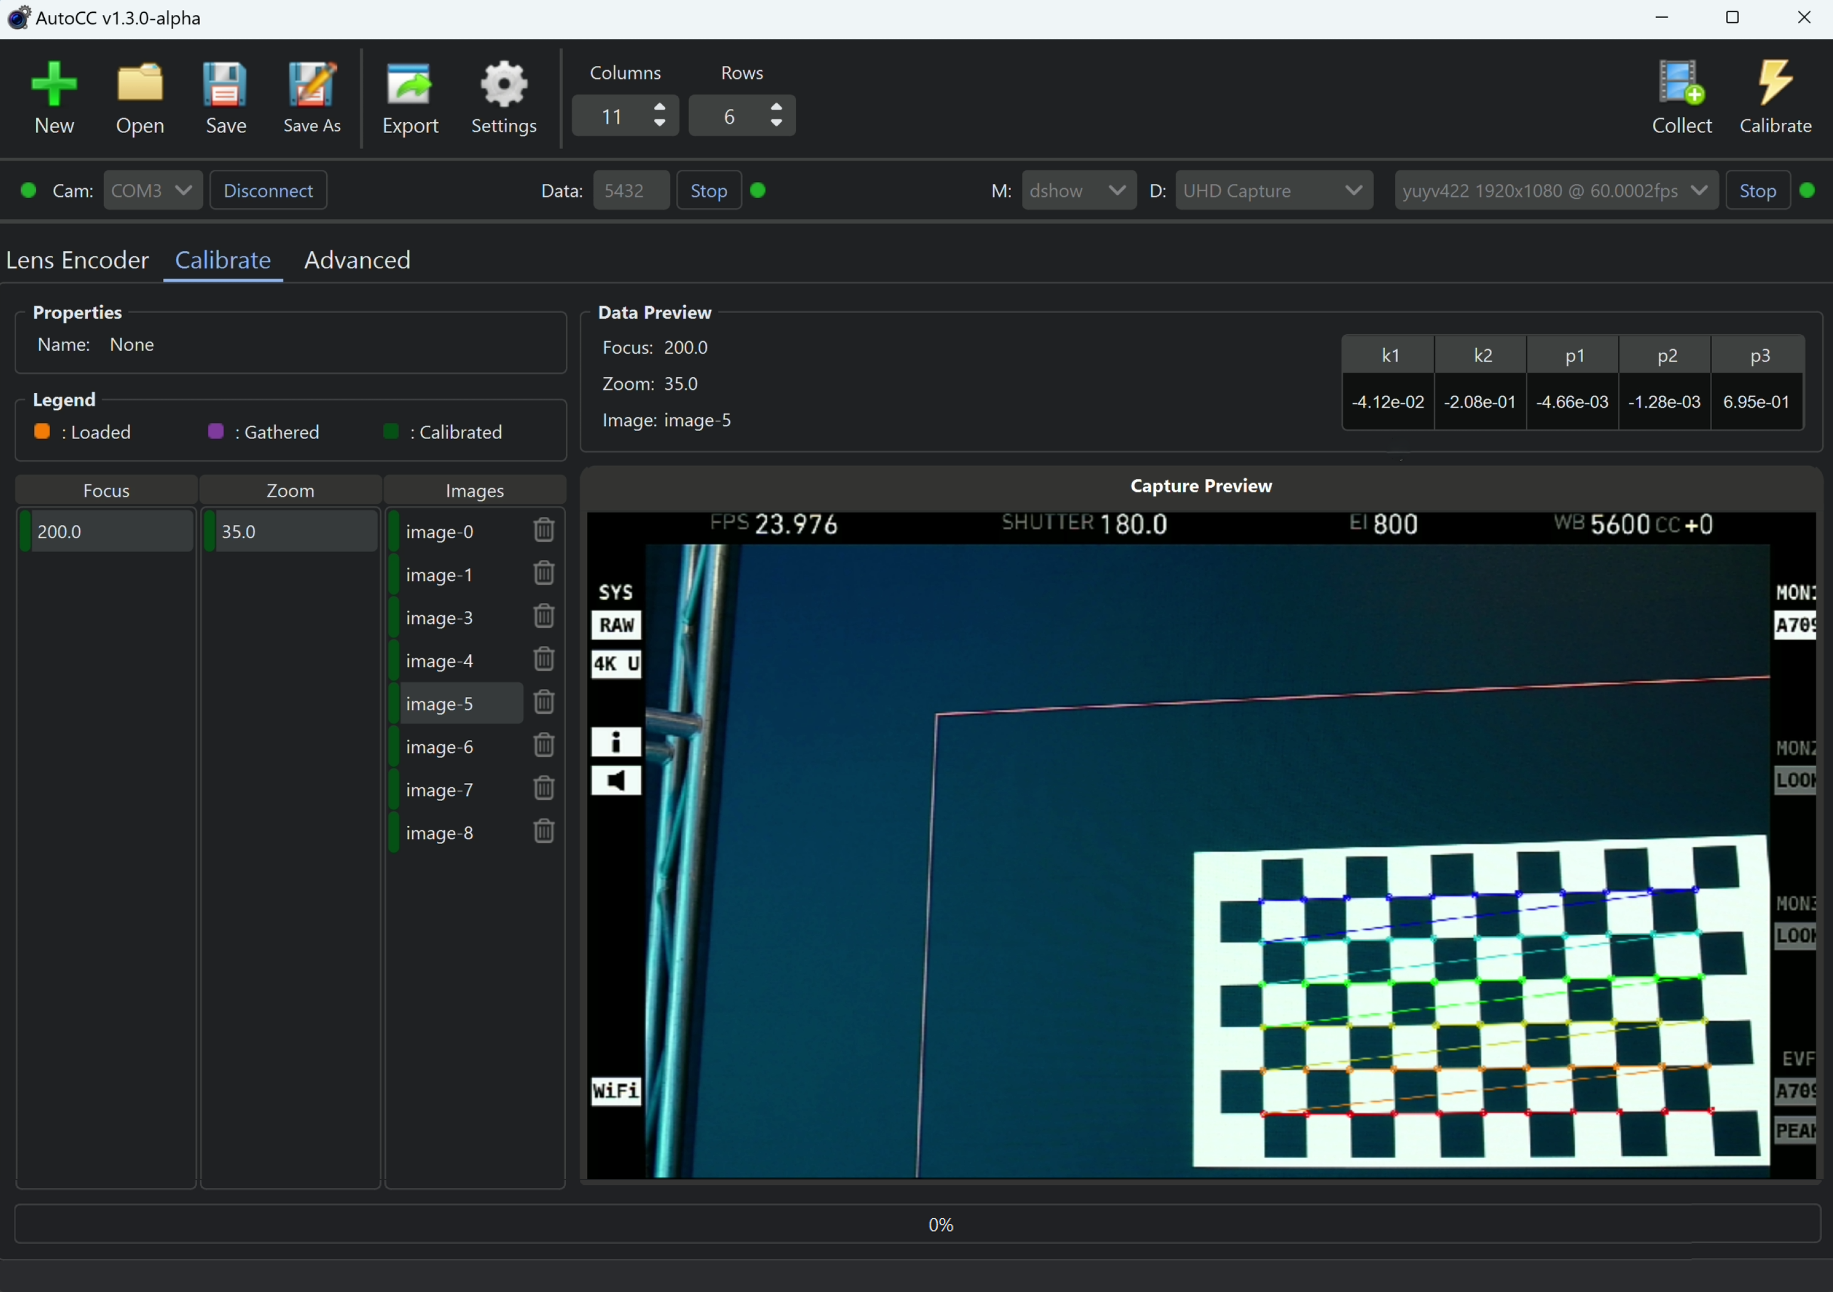 AutoCC v1.3.0-alpha
New Open Save Save As Export Settings Columns 11 Rows 6 Collect Calibrate
Cam: COM3 Disconnect Data: 5432 Stop M: dshow D: UHD Capture yuyv422 1920x1080 @ 60.0002fps Stop
Lens Encoder Calibrate Advanced
Properties
Name: None
Legend
: Loaded : Gathered : Calibrated
Focus Zoom Images
200.0 35.0 image-0
image-1
image-3
image-4
image-5
image-6
image-7
image-8
Data Preview
Focus: 200.0
Zoom: 35.0
Image: image-5
k1 k2 p1 p2 p3
-4.12e-02 -2.08e-01 -4.66e-03 -1.28e-03 6.95e-01
Capture Preview
FPS 23.976 SHUTTER 180.0 EI 800 WB 5600 CC +0
SYS
RAW
4K U
i
WiFi
MON1
A709
MON2
LOOK
MON3
LOOK
EVF
A709
PEAK
0%